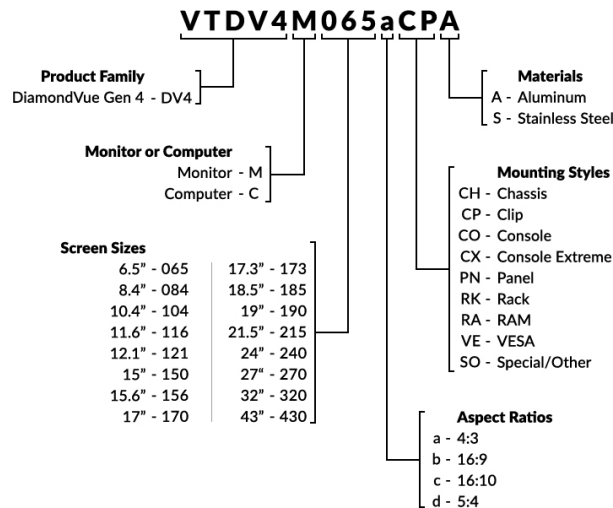 VTDV4M065aCPA
Product Family
DiamondVue Gen 4 - DV4
Materials
A - Aluminum
S - Stainless Steel
Monitor or Computer
Monitor - M
Computer - C
Mounting Styles
CH - Chassis
CP - Clip
CO - Console
CX - Console Extreme
PN - Panel
RK - Rack
RA - RAM
VE - VESA
SO - Special/Other
Screen Sizes
6.5” - 065
8.4” - 084
10.4” - 104
11.6” - 116
12.1” - 121
15” - 150
15.6” - 156
17” - 170
17.3” - 173
18.5” - 185
19” - 190
21.5” - 215
24” - 240
27“ - 270
32” - 320
43” - 430
Aspect Ratios
a - 4:3
b - 16:9
c - 16:10
d - 5:4